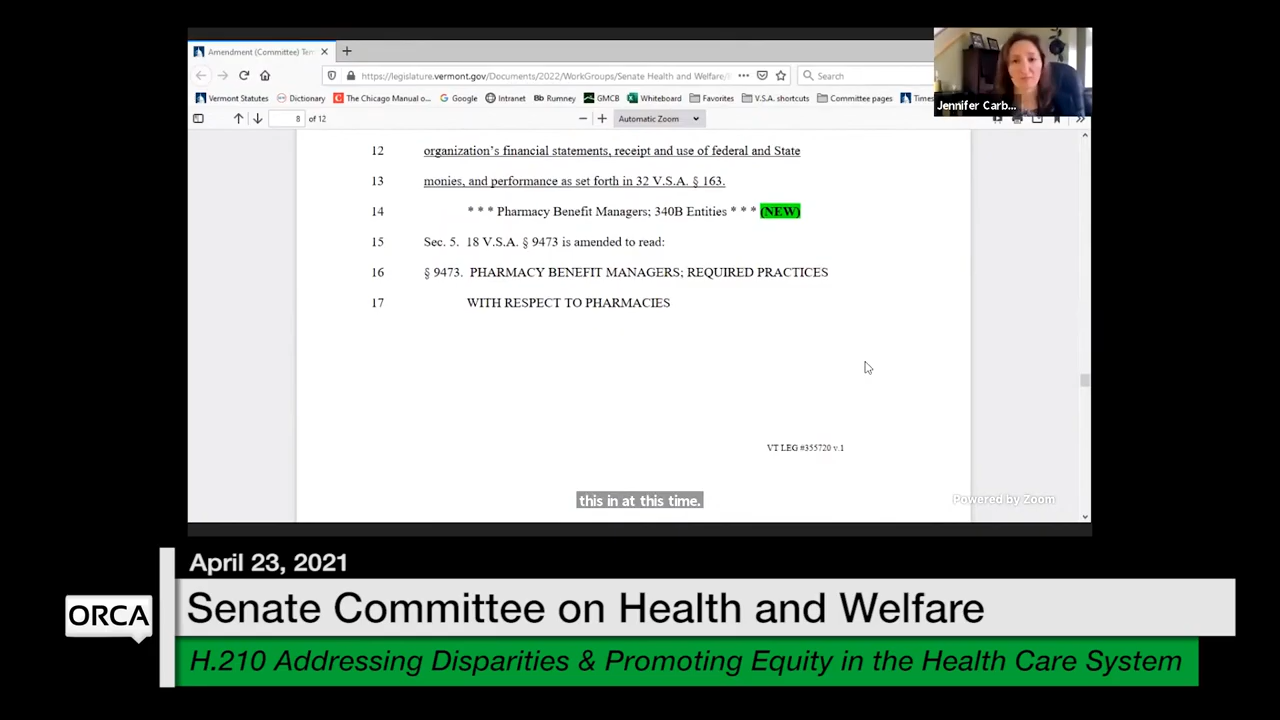 Amendment (Committee) Tem
https://legislature.vermont.gov/Documents/2022/WorkGroups/Senate Health and Welfare/
Search
Vermont Statutes Dictionary The Chicago Manual o... Google Intranet Bb Rumney GMCB Whiteboard Favorites V.S.A. shortcuts Committee pages Times
Jennifer Carb...
8 of 12 Automatic Zoom
12 organization's financial statements, receipt and use of federal and State
13 monies, and performance as set forth in 32 V.S.A. § 163.
14 * * * Pharmacy Benefit Managers; 340B Entities * * * (NEW)
15 Sec. 5. 18 V.S.A. § 9473 is amended to read:
16 § 9473. PHARMACY BENEFIT MANAGERS; REQUIRED PRACTICES
17 WITH RESPECT TO PHARMACIES
VT LEG #355720 v.1
this in at this time.
Powered by Zoom
April 23, 2021
ORCA
Senate Committee on Health and Welfare
H.210 Addressing Disparities & Promoting Equity in the Health Care System